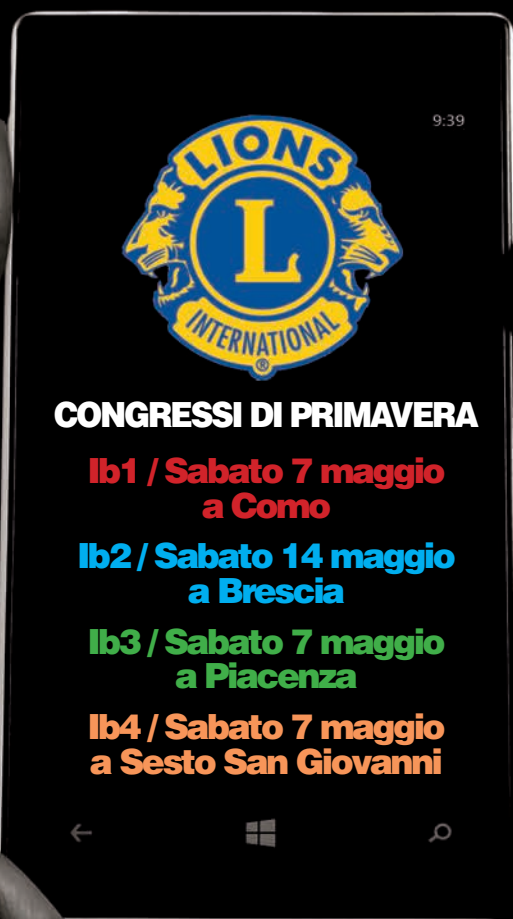 9:39
LIONS
L
INTERNATIONAL
®
CONGRESSI DI PRIMAVERA
Ib1 / Sabato 7 maggio
a Como
Ib2 / Sabato 14 maggio
a Brescia
Ib3 / Sabato 7 maggio
a Piacenza
Ib4 / Sabato 7 maggio
a Sesto San Giovanni